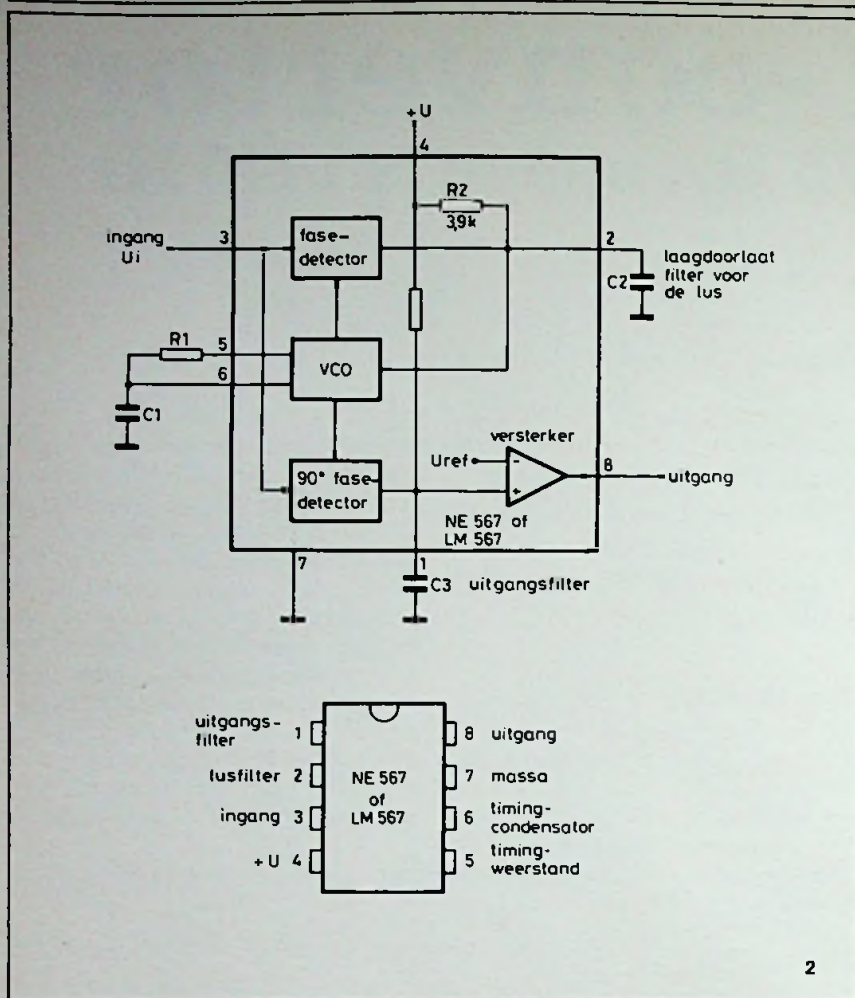 +U
4
R2
3,9k
ingang
Ui
3
fase-
detector
2
C2
laagdoorlaat
filter voor
de lus
R1
5
6
VCO
C1
versterker
Uref
-
+
8
uitgang
90° fase-
detector
NE 567 of
LM 567
7
1
C3
uitgangsfilter
uitgangs-
filter
1
8 uitgang
lusfilter 2
NE 567
of
LM 567
7 massa
ingang 3
6 timing-
condensator
+U 4
5 timing-
weerstand
2